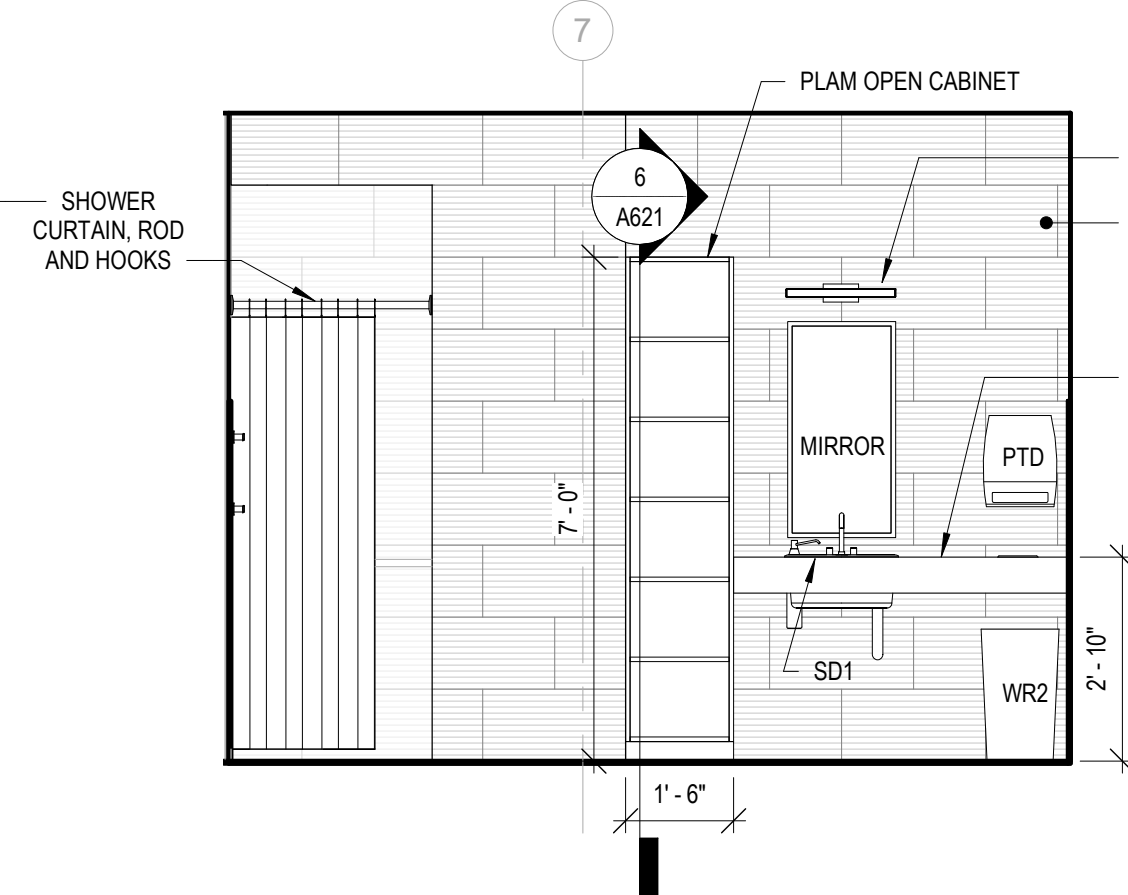 7
PLAM OPEN CABINET
6
A621
SHOWER
CURTAIN, ROD
AND HOOKS
MIRROR
PTD
7' - 0"
SD1
WR2
2' - 10"
1' - 6"